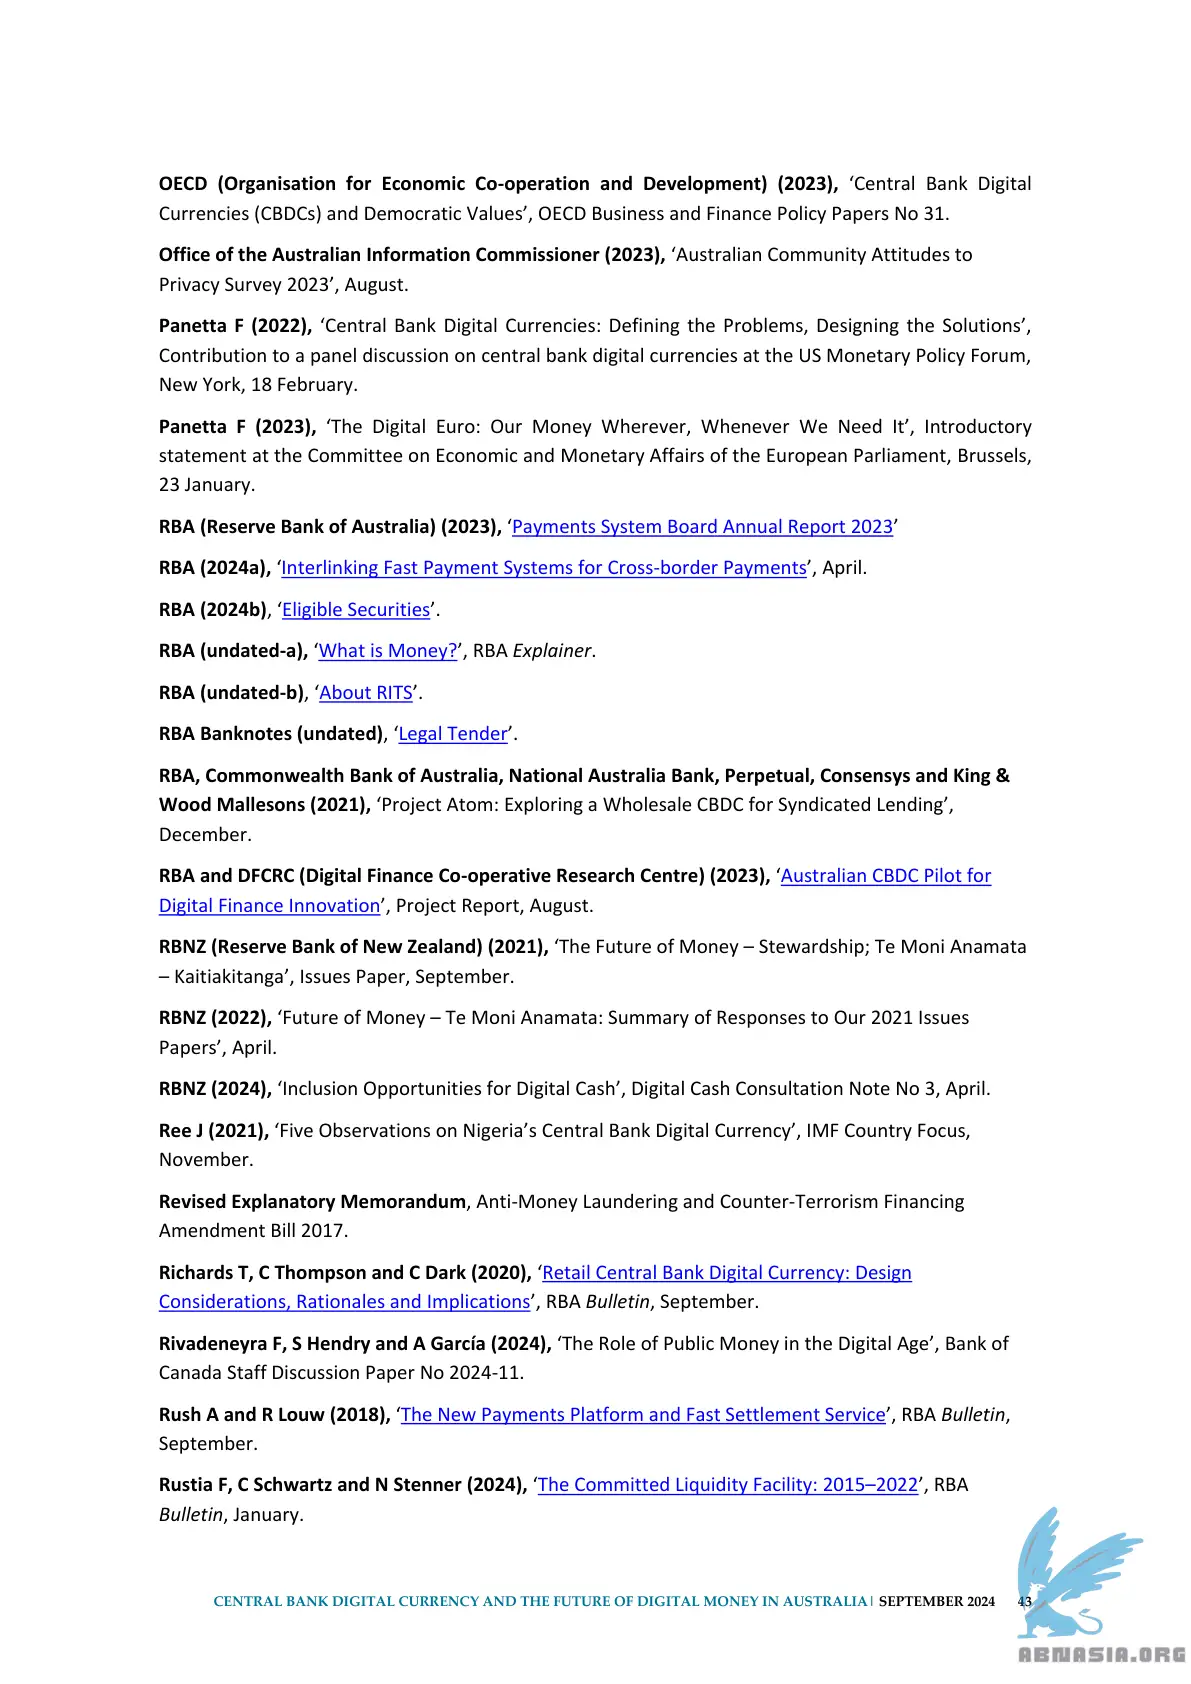 OECD (Organisation for Economic Co-operation and Development) (2023), ‘Central Bank Digital
Currencies (CBDCs) and Democratic Values’, OECD Business and Finance Policy Papers No 31.
Office of the Australian Information Commissioner (2023), ‘Australian Community Attitudes to
Privacy Survey 2023’, August.
Panetta F (2022), ‘Central Bank Digital Currencies: Defining the Problems, Designing the Solutions’,
Contribution to a panel discussion on central bank digital currencies at the US Monetary Policy Forum,
New York, 18 February.
Panetta F (2023), ‘The Digital Euro: Our Money Wherever, Whenever We Need It’, Introductory
statement at the Committee on Economic and Monetary Affairs of the European Parliament, Brussels,
23 January.
RBA (Reserve Bank of Australia) (2023), ‘Payments System Board Annual Report 2023’
RBA (2024a), ‘Interlinking Fast Payment Systems for Cross-border Payments’, April.
RBA (2024b), ‘Eligible Securities’.
RBA (undated-a), ‘What is Money?’, RBA Explainer.
RBA (undated-b), ‘About RITS’.
RBA Banknotes (undated), ‘Legal Tender’.
RBA, Commonwealth Bank of Australia, National Australia Bank, Perpetual, Consensys and King &
Wood Mallesons (2021), ‘Project Atom: Exploring a Wholesale CBDC for Syndicated Lending’,
December.
RBA and DFCRC (Digital Finance Co-operative Research Centre) (2023), ‘Australian CBDC Pilot for
Digital Finance Innovation’, Project Report, August.
RBNZ (Reserve Bank of New Zealand) (2021), ‘The Future of Money – Stewardship; Te Moni Anamata
– Kaitiakitanga’, Issues Paper, September.
RBNZ (2022), ‘Future of Money – Te Moni Anamata: Summary of Responses to Our 2021 Issues
Papers’, April.
RBNZ (2024), ‘Inclusion Opportunities for Digital Cash’, Digital Cash Consultation Note No 3, April.
Ree J (2021), ‘Five Observations on Nigeria’s Central Bank Digital Currency’, IMF Country Focus,
November.
Revised Explanatory Memorandum, Anti-Money Laundering and Counter-Terrorism Financing
Amendment Bill 2017.
Richards T, C Thompson and C Dark (2020), ‘Retail Central Bank Digital Currency: Design
Considerations, Rationales and Implications’, RBA Bulletin, September.
Rivadeneyra F, S Hendry and A García (2024), ‘The Role of Public Money in the Digital Age’, Bank of
Canada Staff Discussion Paper No 2024-11.
Rush A and R Louw (2018), ‘The New Payments Platform and Fast Settlement Service’, RBA Bulletin,
September.
Rustia F, C Schwartz and N Stenner (2024), ‘The Committed Liquidity Facility: 2015–2022’, RBA
Bulletin, January.
CENTRAL BANK DIGITAL CURRENCY AND THE FUTURE OF DIGITAL MONEY IN AUSTRALIA| SEPTEMBER 2024 43
ABNASIA.ORG